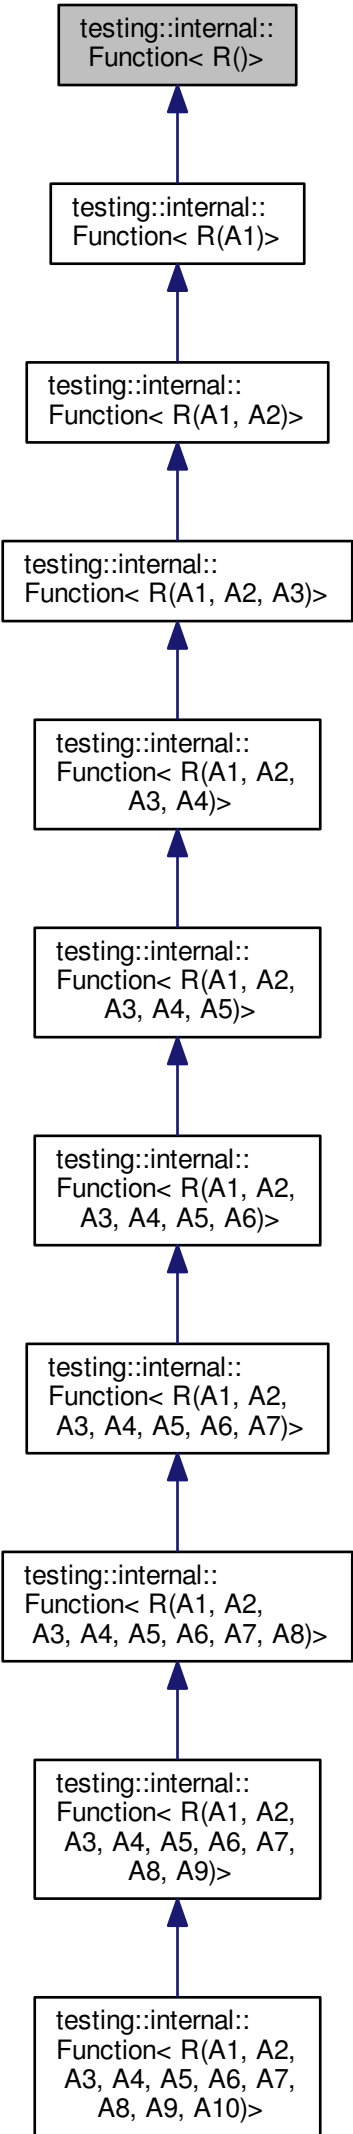 testing::internal::
Function< R()>
testing::internal::
Function< R(A1)>
testing::internal::
Function< R(A1, A2)>
testing::internal::
Function< R(A1, A2, A3)>
testing::internal::
Function< R(A1, A2,
A3, A4)>
testing::internal::
Function< R(A1, A2,
A3, A4, A5)>
testing::internal::
Function< R(A1, A2,
A3, A4, A5, A6)>
testing::internal::
Function< R(A1, A2,
A3, A4, A5, A6, A7)>
testing::internal::
Function< R(A1, A2,
A3, A4, A5, A6, A7, A8)>
testing::internal::
Function< R(A1, A2,
A3, A4, A5, A6, A7,
A8, A9)>
testing::internal::
Function< R(A1, A2,
A3, A4, A5, A6, A7,
A8, A9, A10)>